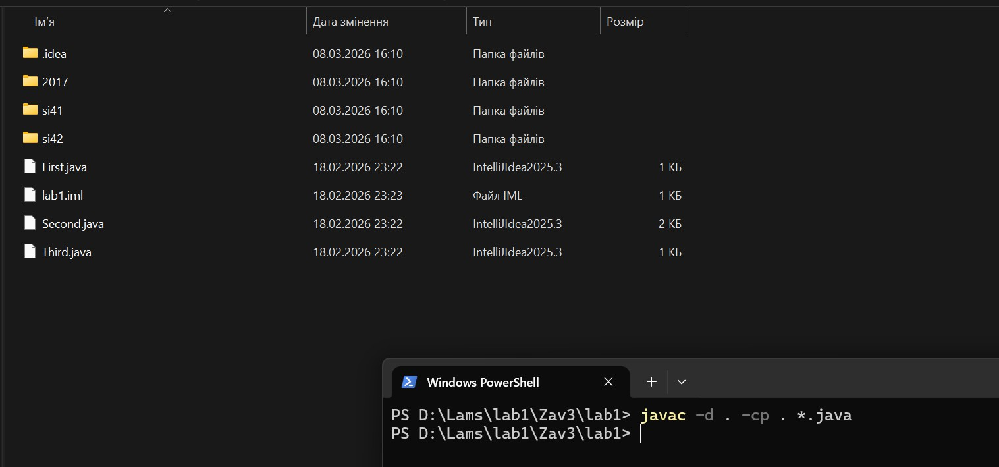 Ім’я Дата змінення Тип Розмір
.idea 08.03.2026 16:10 Папка файлів
2017 08.03.2026 16:10 Папка файлів
si41 08.03.2026 16:10 Папка файлів
si42 08.03.2026 16:10 Папка файлів
First.java 18.02.2026 23:22 IntelliJIdea2025.3 1 КБ
lab1.iml 18.02.2026 23:23 Файл IML 1 КБ
Second.java 18.02.2026 23:22 IntelliJIdea2025.3 2 КБ
Third.java 18.02.2026 23:22 IntelliJIdea2025.3 1 КБ
Windows PowerShell
PS D:\Lams\lab1\Zav3\lab1> javac -d . -cp . *.java
PS D:\Lams\lab1\Zav3\lab1>